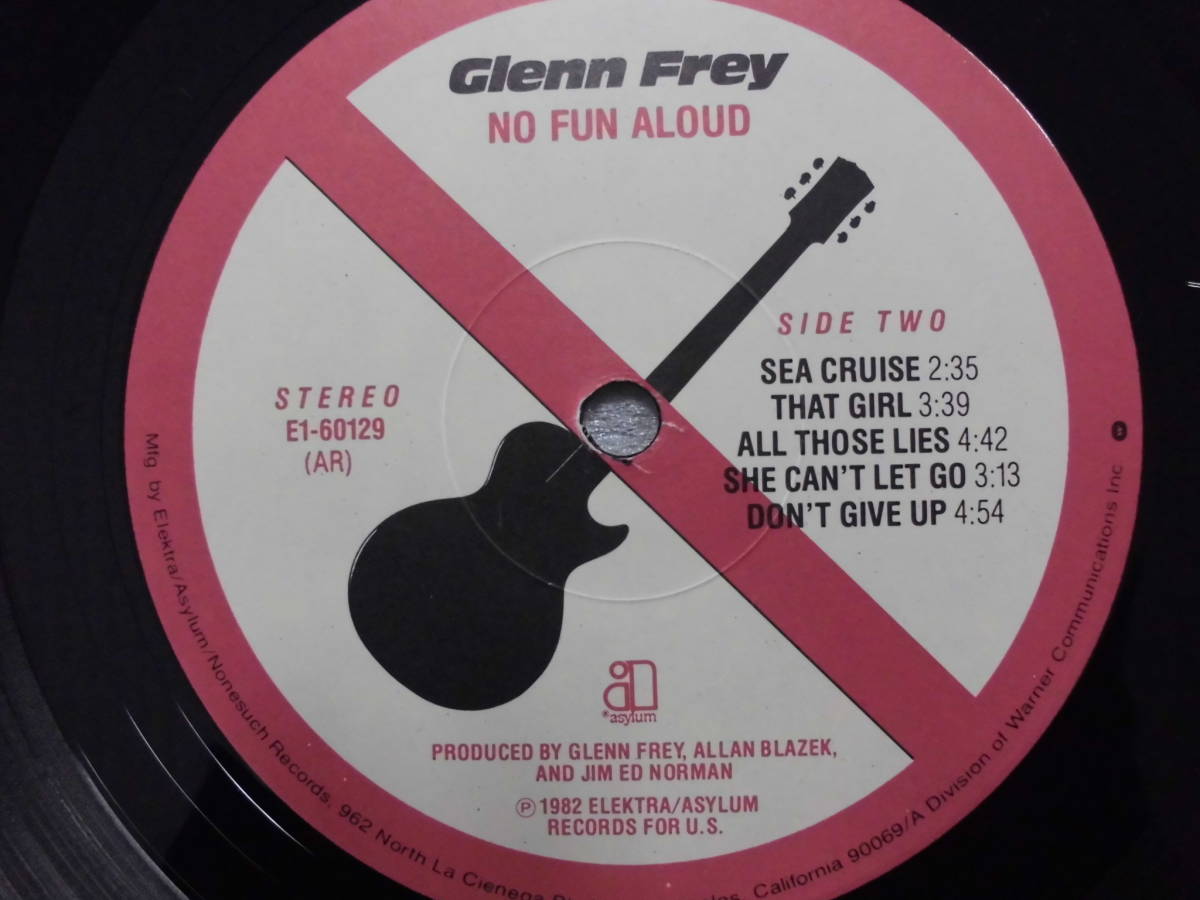 Glenn Frey
NO FUN ALOUD
SIDE TWO
SEA CRUISE 2:35
THAT GIRL 3:39
ALL THOSE LIES 4:42
SHE CAN'T LET GO 3:13
DON'T GIVE UP 4:54
STEREO
E1-60129
(AR)
asylum
PRODUCED BY GLENN FREY, ALLAN BLAZEK,
AND JIM ED NORMAN
Ⓟ 1982 ELEKTRA/ASYLUM
RECORDS FOR U.S.
Mfg by Elektra/Asylum/Nonesuch Records, 962 North La Cienega California 90069/A Division of Warner Communications Inc